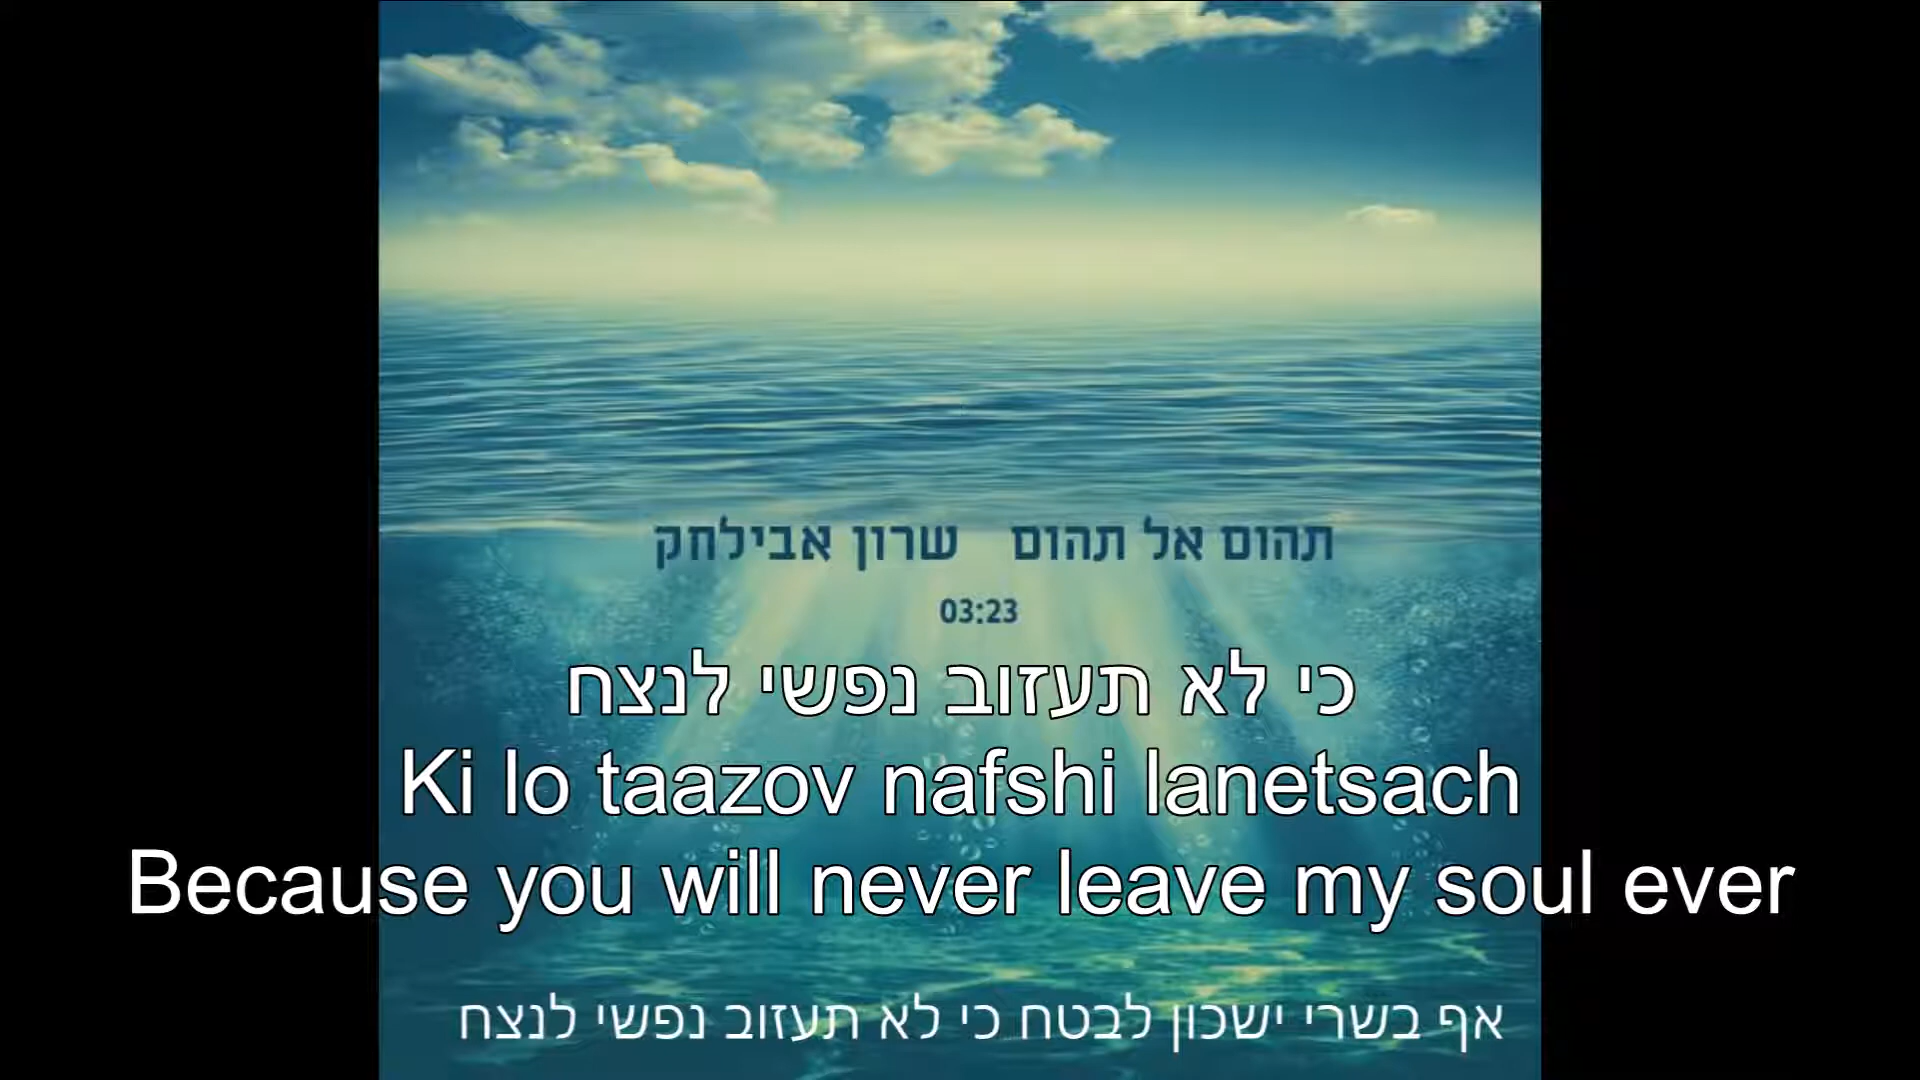 תהום אל תהום שרון אבילחק
03:23
כי לא תעזוב נפשי לנצח
Ki lo taazov nafshi lanetsach
Because you will never leave my soul ever
אף בשרי ישכון לבטח כי לא תעזוב נפשי לנצח